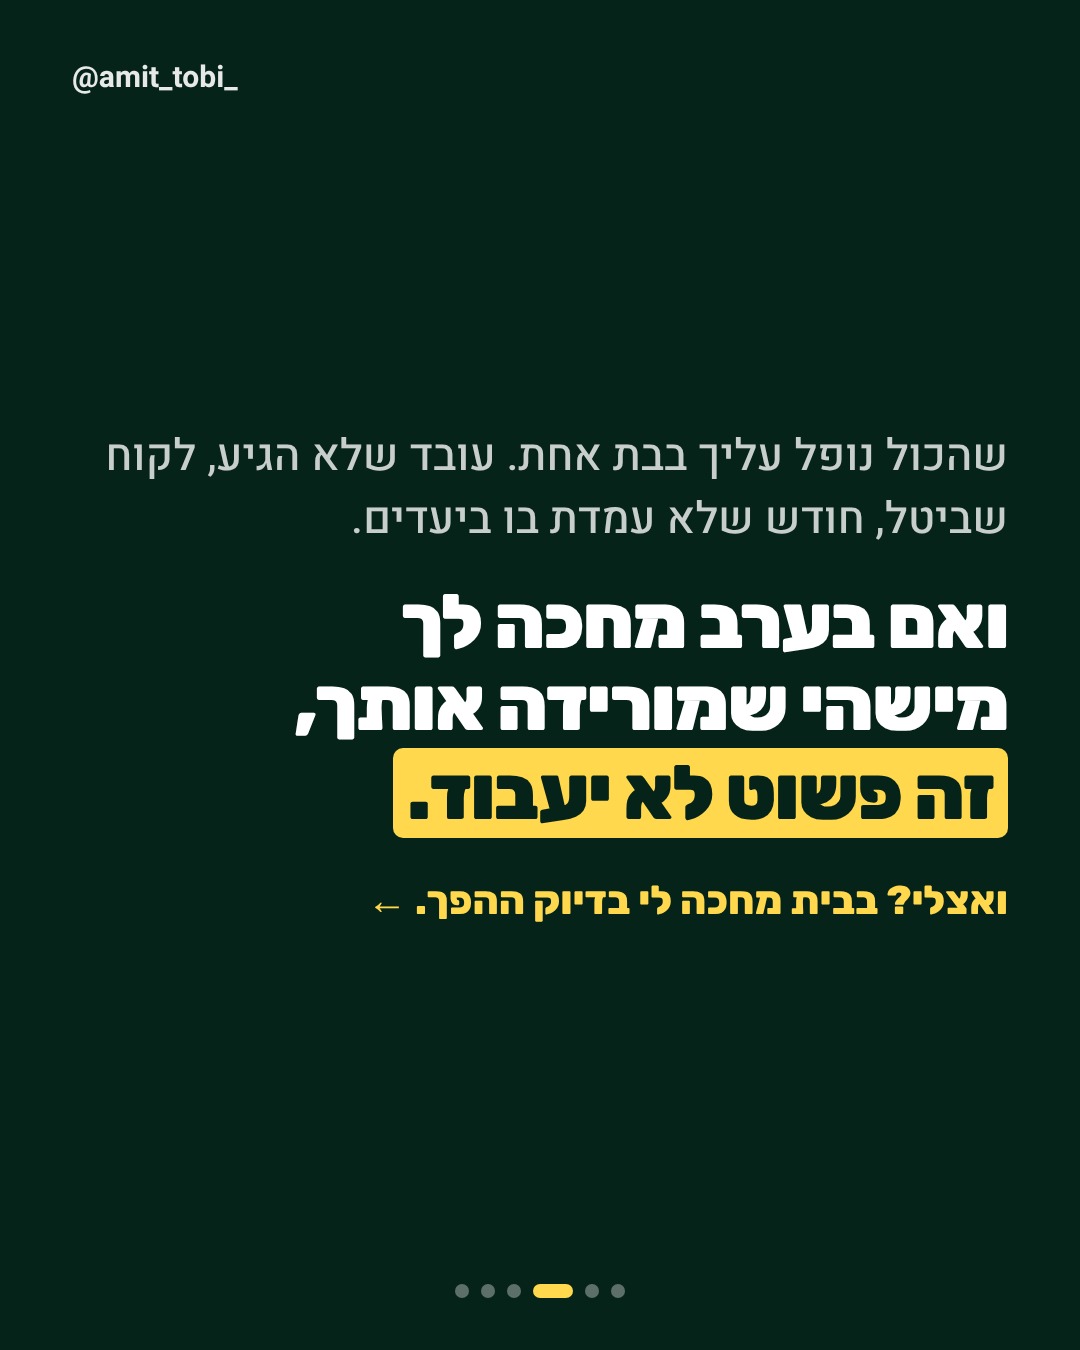 @amit_tobi_
שהכול נופל עליך בבת אחת. עובד שלא הגיע, לקוח
שביטל, חודש שלא עמדת בו ביעדים.
ואם בערב מחכה לך
מישהי שמורידה אותך,
זה פשוט לא יעבוד.
ואצלי? בבית מחכה לי בדיוק ההפך. ←